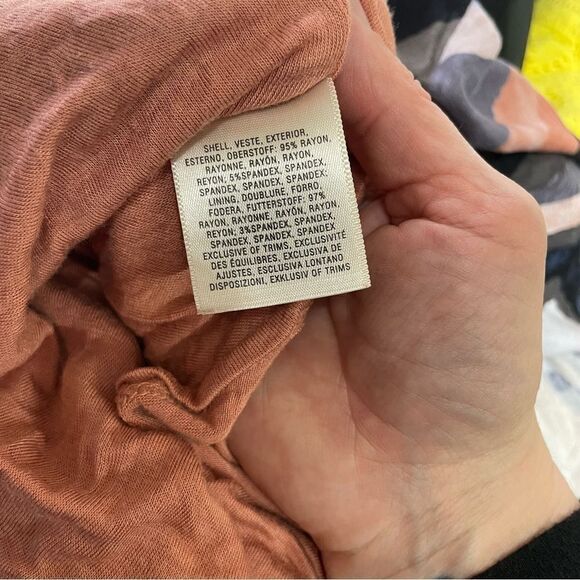 SHELL, VESTE, EXTERIOR,
ESTERNO, OBERSTOFF: 95% RAYON,
RAYONNE, RAYÓN, RAYON,
REYON; 5%SPANDEX, SPANDEX,
SPANDEX, SPANDEX, SPANDEX:
LINING, DOUBLURE, FORRO,
FODERA, FUTTERSTOFF: 97%
RAYON, RAYONNE, RAYÓN, RAYON,
REYON; 3%SPANDEX, SPANDEX,
SPANDEX, SPANDEX, SPANDEX
EXCLUSIVE OF TRIMS, EXCLUSIVITÉ
DES ÉQUILIBRES, EXCLUSIVA DE
AJUSTES, ESCLUSIVA LONTANO
DISPOSIZIONI, EXKLUSIV OF TRIMS